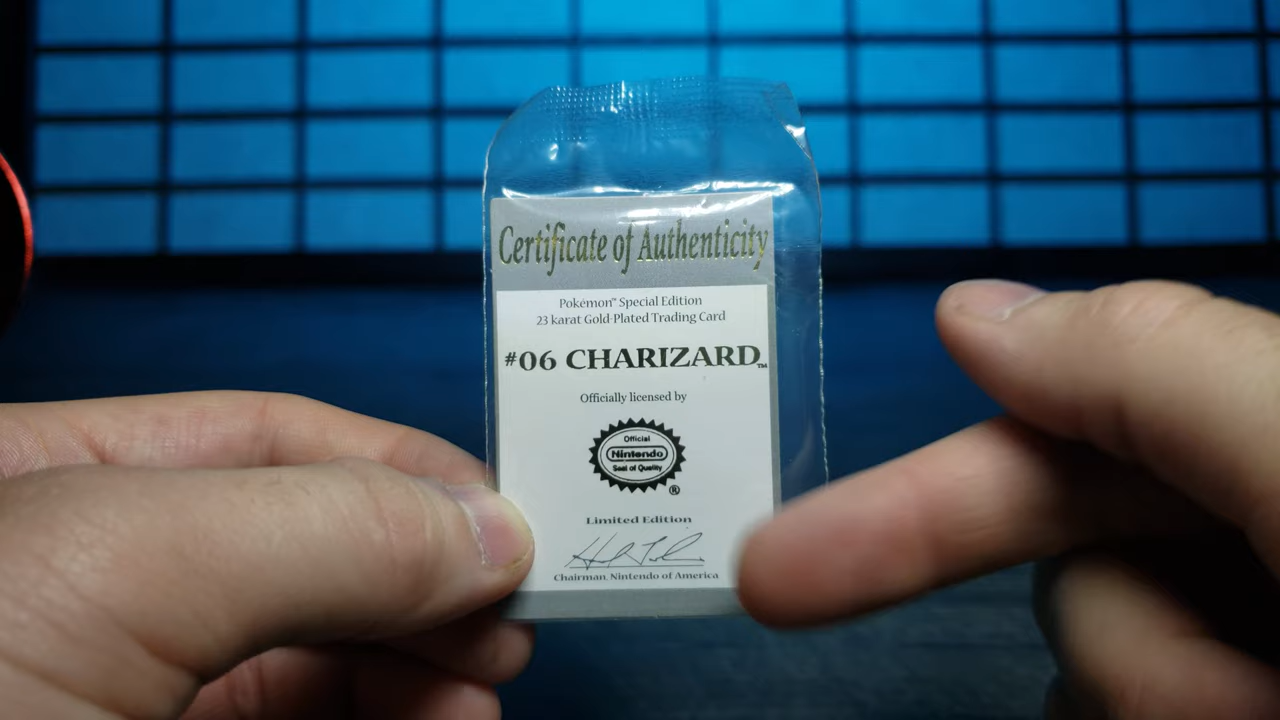 Certificate of Authenticity
Pokémon™ Special Edition
23 karat Gold-Plated Trading Card
#06 CHARIZARD™
Officially licensed by
Official
Nintendo
Seal of Quality
®
Limited Edition
Chairman, Nintendo of America